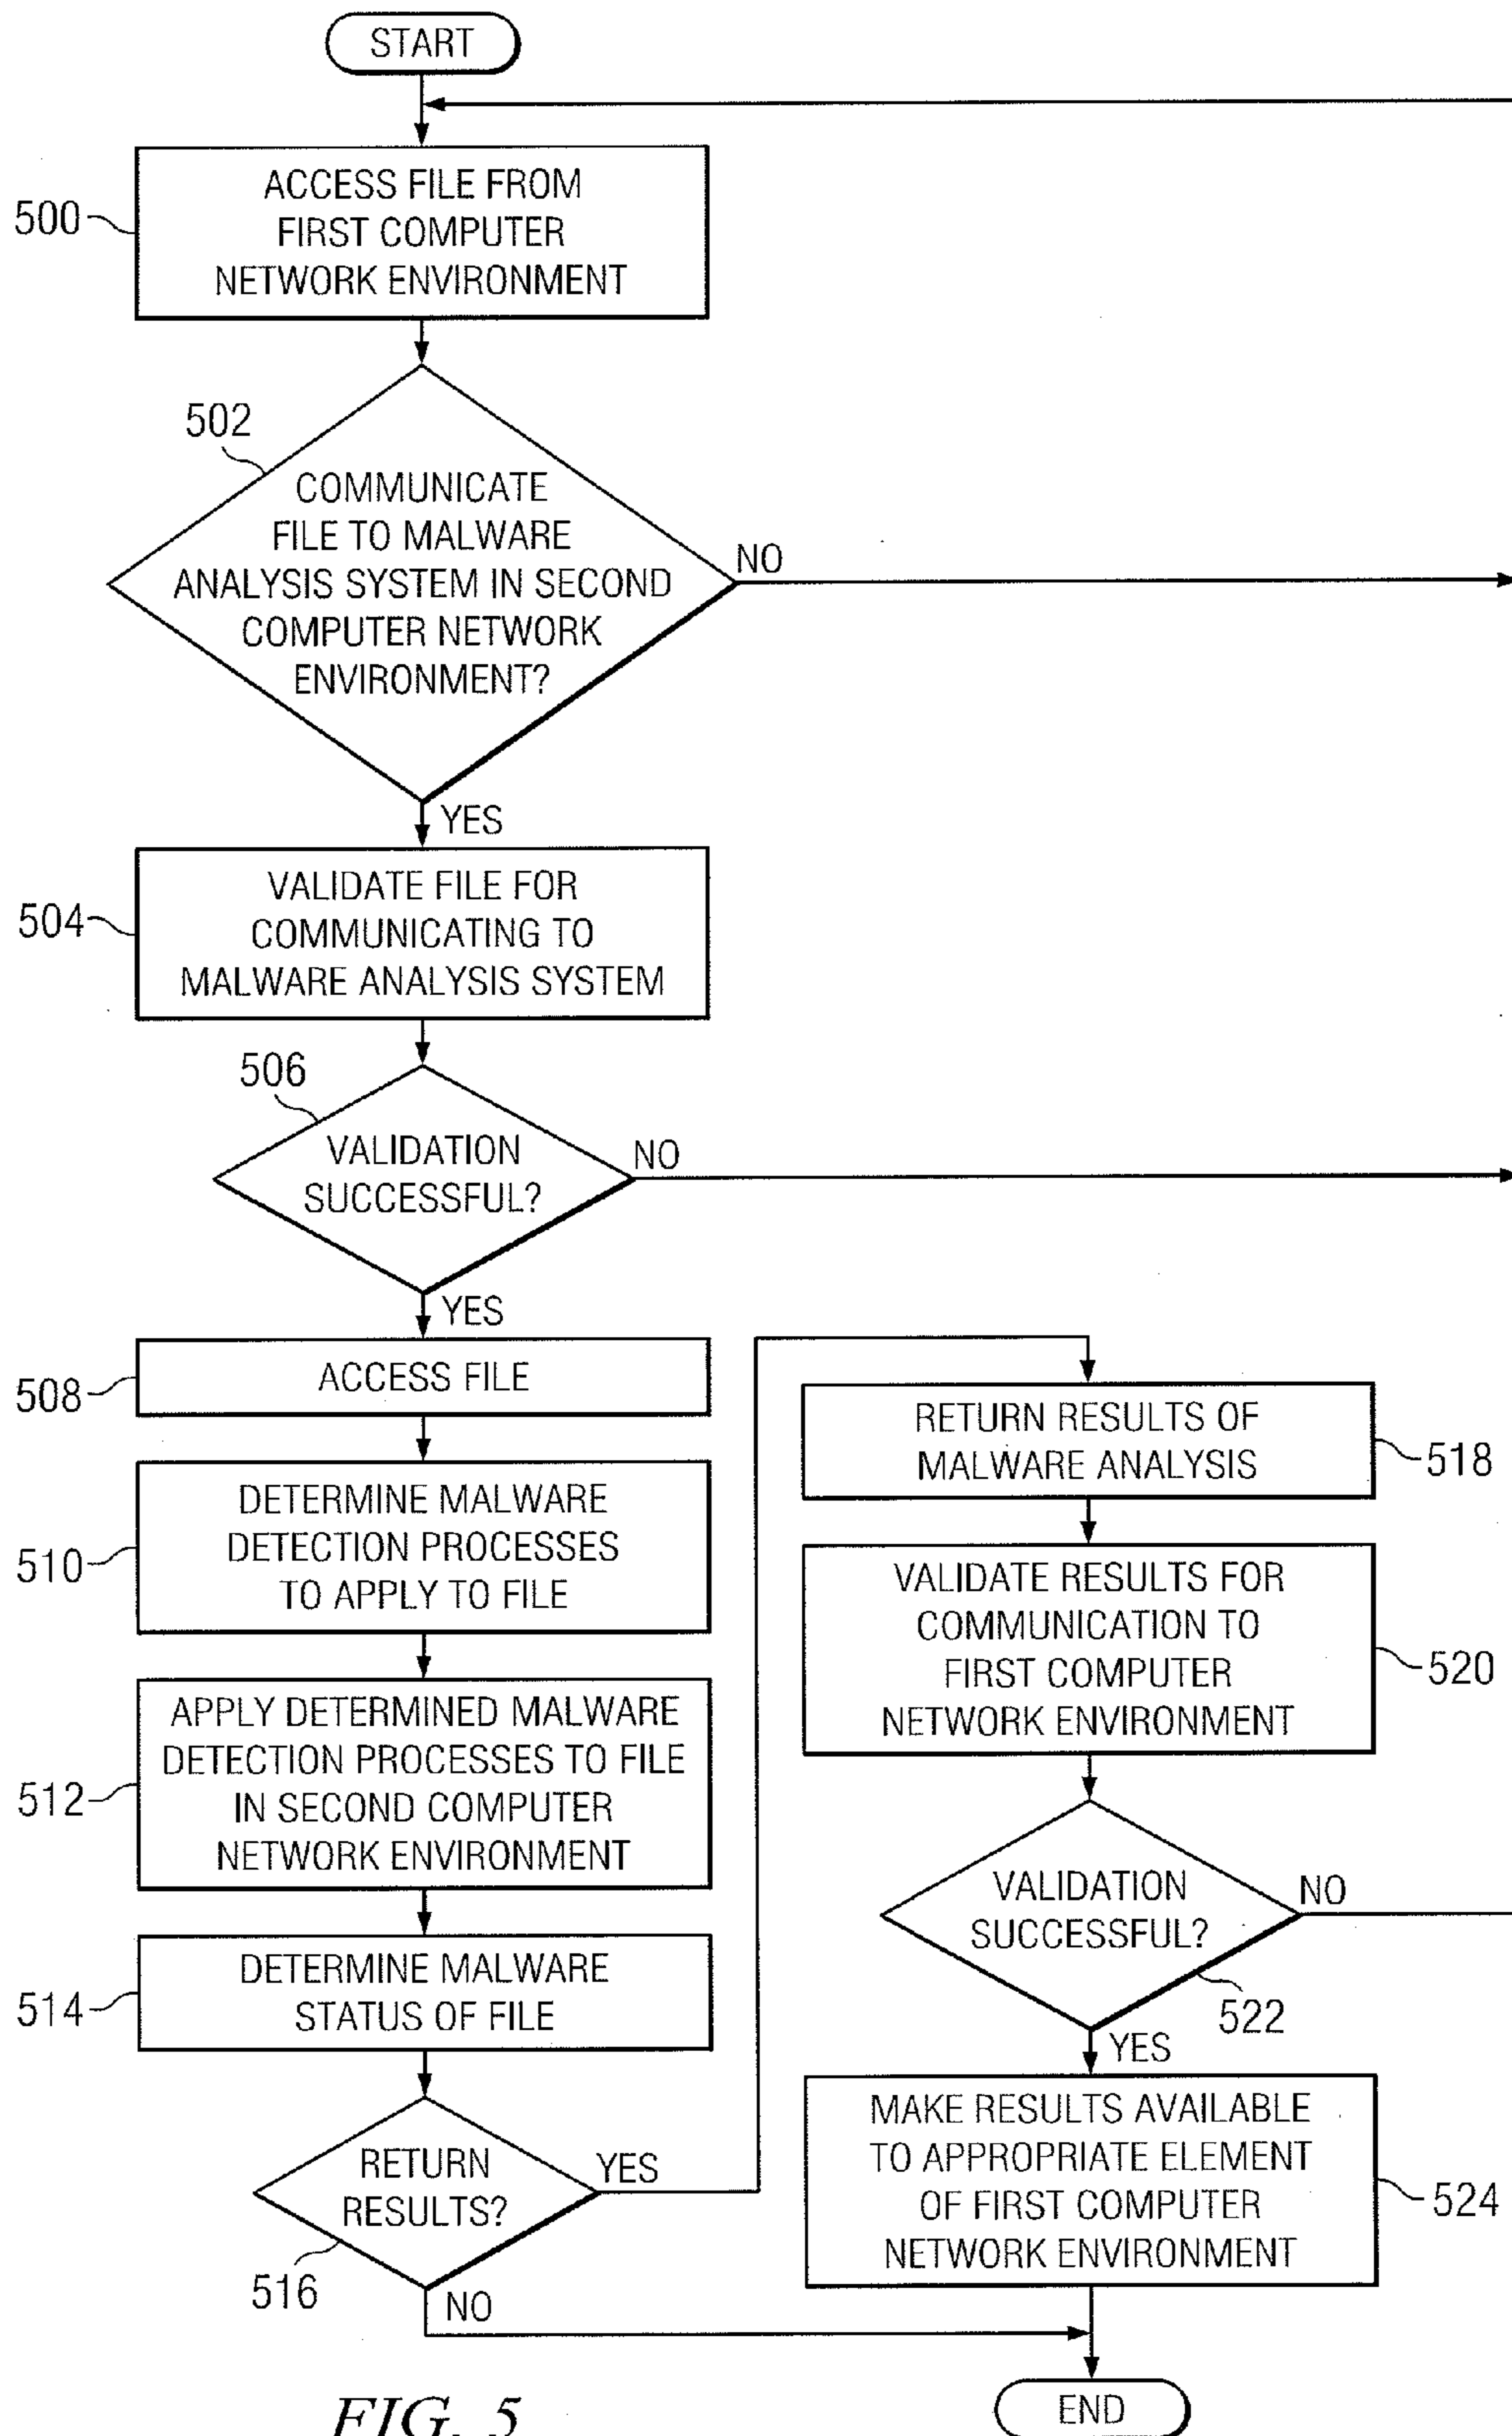 START
500
ACCESS FILE FROM
FIRST COMPUTER
NETWORK ENVIRONMENT
502
COMMUNICATE
FILE TO MALWARE
ANALYSIS SYSTEM IN SECOND
COMPUTER NETWORK
ENVIRONMENT?
NO
YES
504
VALIDATE FILE FOR
COMMUNICATING TO
MALWARE ANALYSIS SYSTEM
506
VALIDATION
SUCCESSFUL?
NO
YES
508
ACCESS FILE
510
DETERMINE MALWARE
DETECTION PROCESSES
TO APPLY TO FILE
512
APPLY DETERMINED MALWARE
DETECTION PROCESSES TO FILE
IN SECOND COMPUTER
NETWORK ENVIRONMENT
514
DETERMINE MALWARE
STATUS OF FILE
RETURN
RESULTS?
516
YES
NO
RETURN RESULTS OF
MALWARE ANALYSIS
518
VALIDATE RESULTS FOR
COMMUNICATION TO
FIRST COMPUTER
NETWORK ENVIRONMENT
520
VALIDATION
SUCCESSFUL?
NO
522
YES
MAKE RESULTS AVAILABLE
TO APPROPRIATE ELEMENT
OF FIRST COMPUTER
NETWORK ENVIRONMENT
524
END
FIG. 5